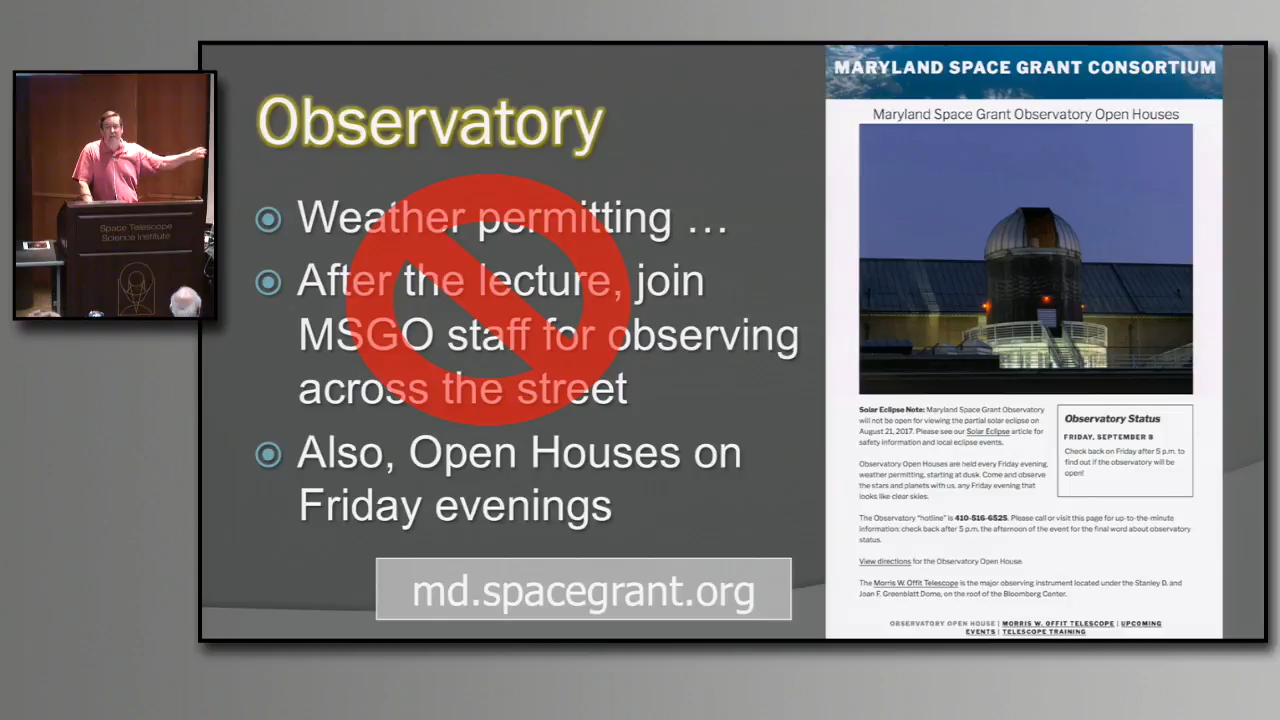 Observatory
Weather permitting …
After the lecture, join
MSGO staff for observing
across the street
Also, Open Houses on
Friday evenings
md.spacegrant.org
Space Telescope
Science Institute
MARYLAND SPACE GRANT CONSORTIUM
Maryland Space Grant Observatory Open Houses
Solar Eclipse Note: Maryland Space Grant Observatory
will not be open for viewing the partial solar eclipse on
August 21, 2017. Please see our Solar Eclipse article for
safety information and local eclipse events.
Observatory Open Houses are held every Friday evening,
weather permitting, starting at dusk. Come and observe
the stars and planets with us, any Friday evening that
looks like clear skies.
Observatory Status
FRIDAY, SEPTEMBER 8
Check back on Friday after 5 p.m. to
find out if the observatory will be
open!
The Observatory "hotline" is 410-516-6525. Please call or visit this page for up-to-the-minute
information: check back after 5 p.m. the afternoon of the event for the final word about observatory
status.
View directions for the Observatory Open House.
The Morris W. Offit Telescope is the major observing instrument located under the Stanley D. and
Joan F. Greenblatt Dome, on the roof of the Bloomberg Center.
OBSERVATORY OPEN HOUSE | MORRIS W. OFFIT TELESCOPE | UPCOMING
EVENTS | TELESCOPE TRAINING